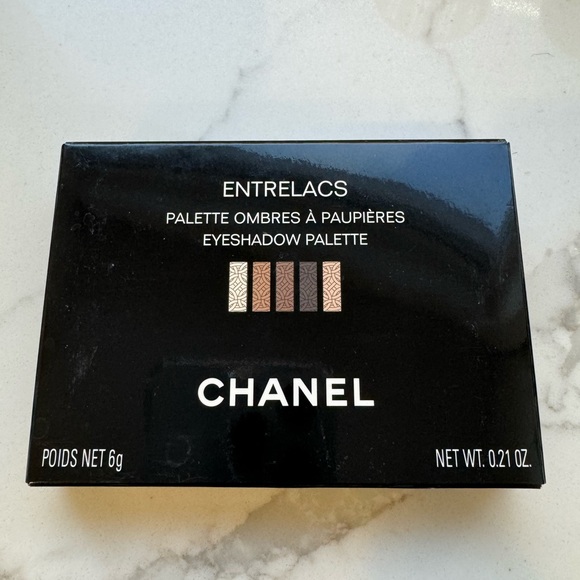 ENTRELACS
PALETTE OMBRES À PAUPIÈRES
EYESHADOW PALETTE
CHANEL
POIDS NET 6g NET WT. 0.21 OZ.